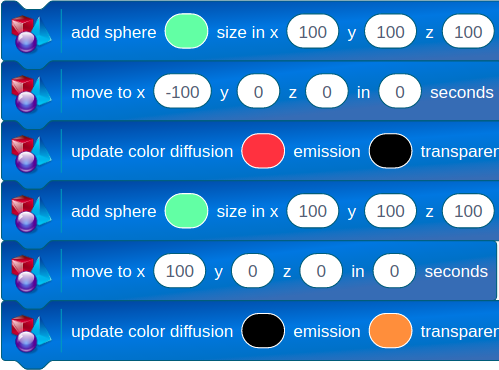 add sphere size in x 100 y 100 z 100
move to x -100 y 0 z 0 in 0 seconds
update color diffusion emission transparer
add sphere size in x 100 y 100 z 100
move to x 100 y 0 z 0 in 0 seconds
update color diffusion emission transparer